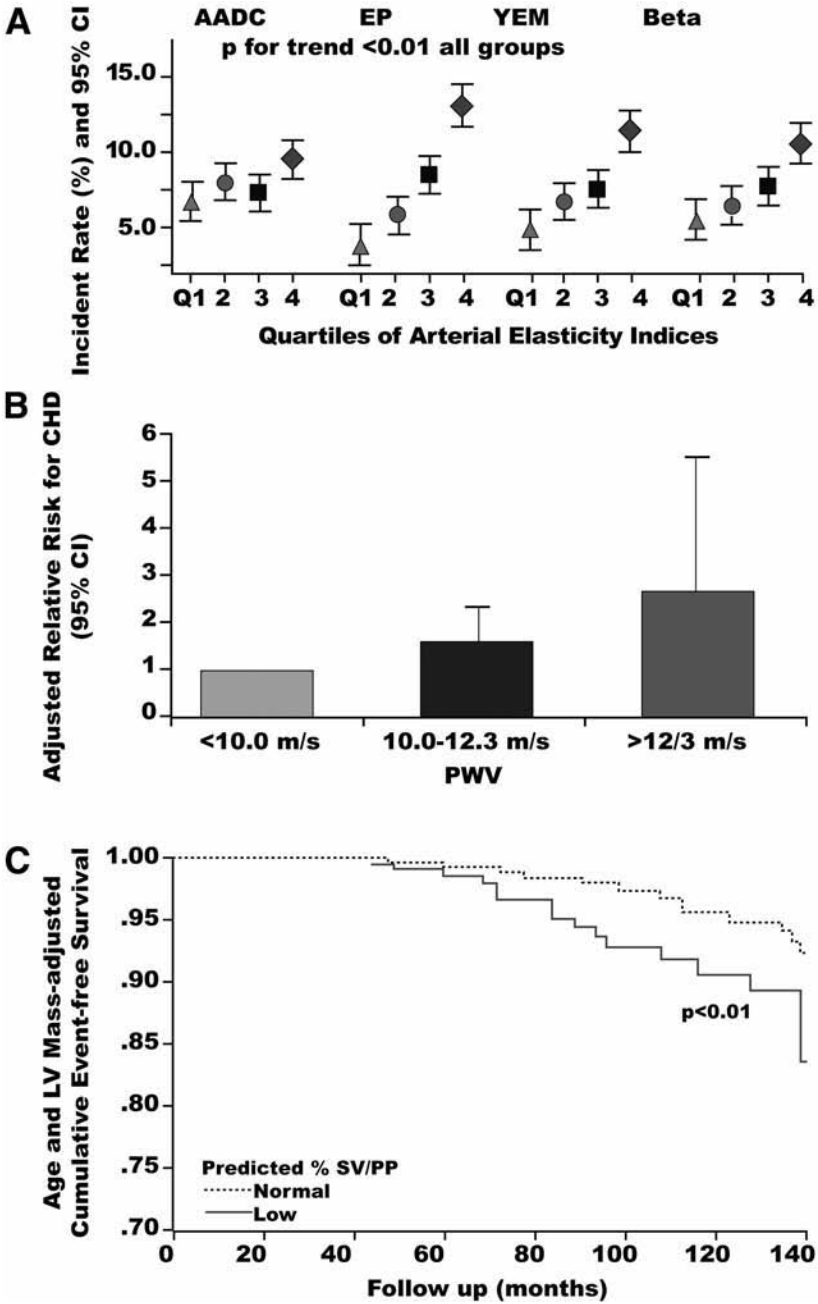 A
AADC EP YEM Beta
p for trend <0.01 all groups
Incident Rate (%) and 95% CI
15.0
10.0
5.0
Q1 2 3 4 Q1 2 3 4 Q1 2 3 4 Q1 2 3 4
Quartiles of Arterial Elasticity Indices
B
Adjusted Relative Risk for CHD
(95% CI)
6
5
4
3
2
1
0
<10.0 m/s 10.0-12.3 m/s >12/3 m/s
PWV
C
Age and LV Mass-adjusted
Cumulative Event-free Survival
1.00
.95
.90
.85
.80
.75
.70
p<0.01
Predicted % SV/PP
Normal
Low
0 20 40 60 80 100 120 140
Follow up (months)